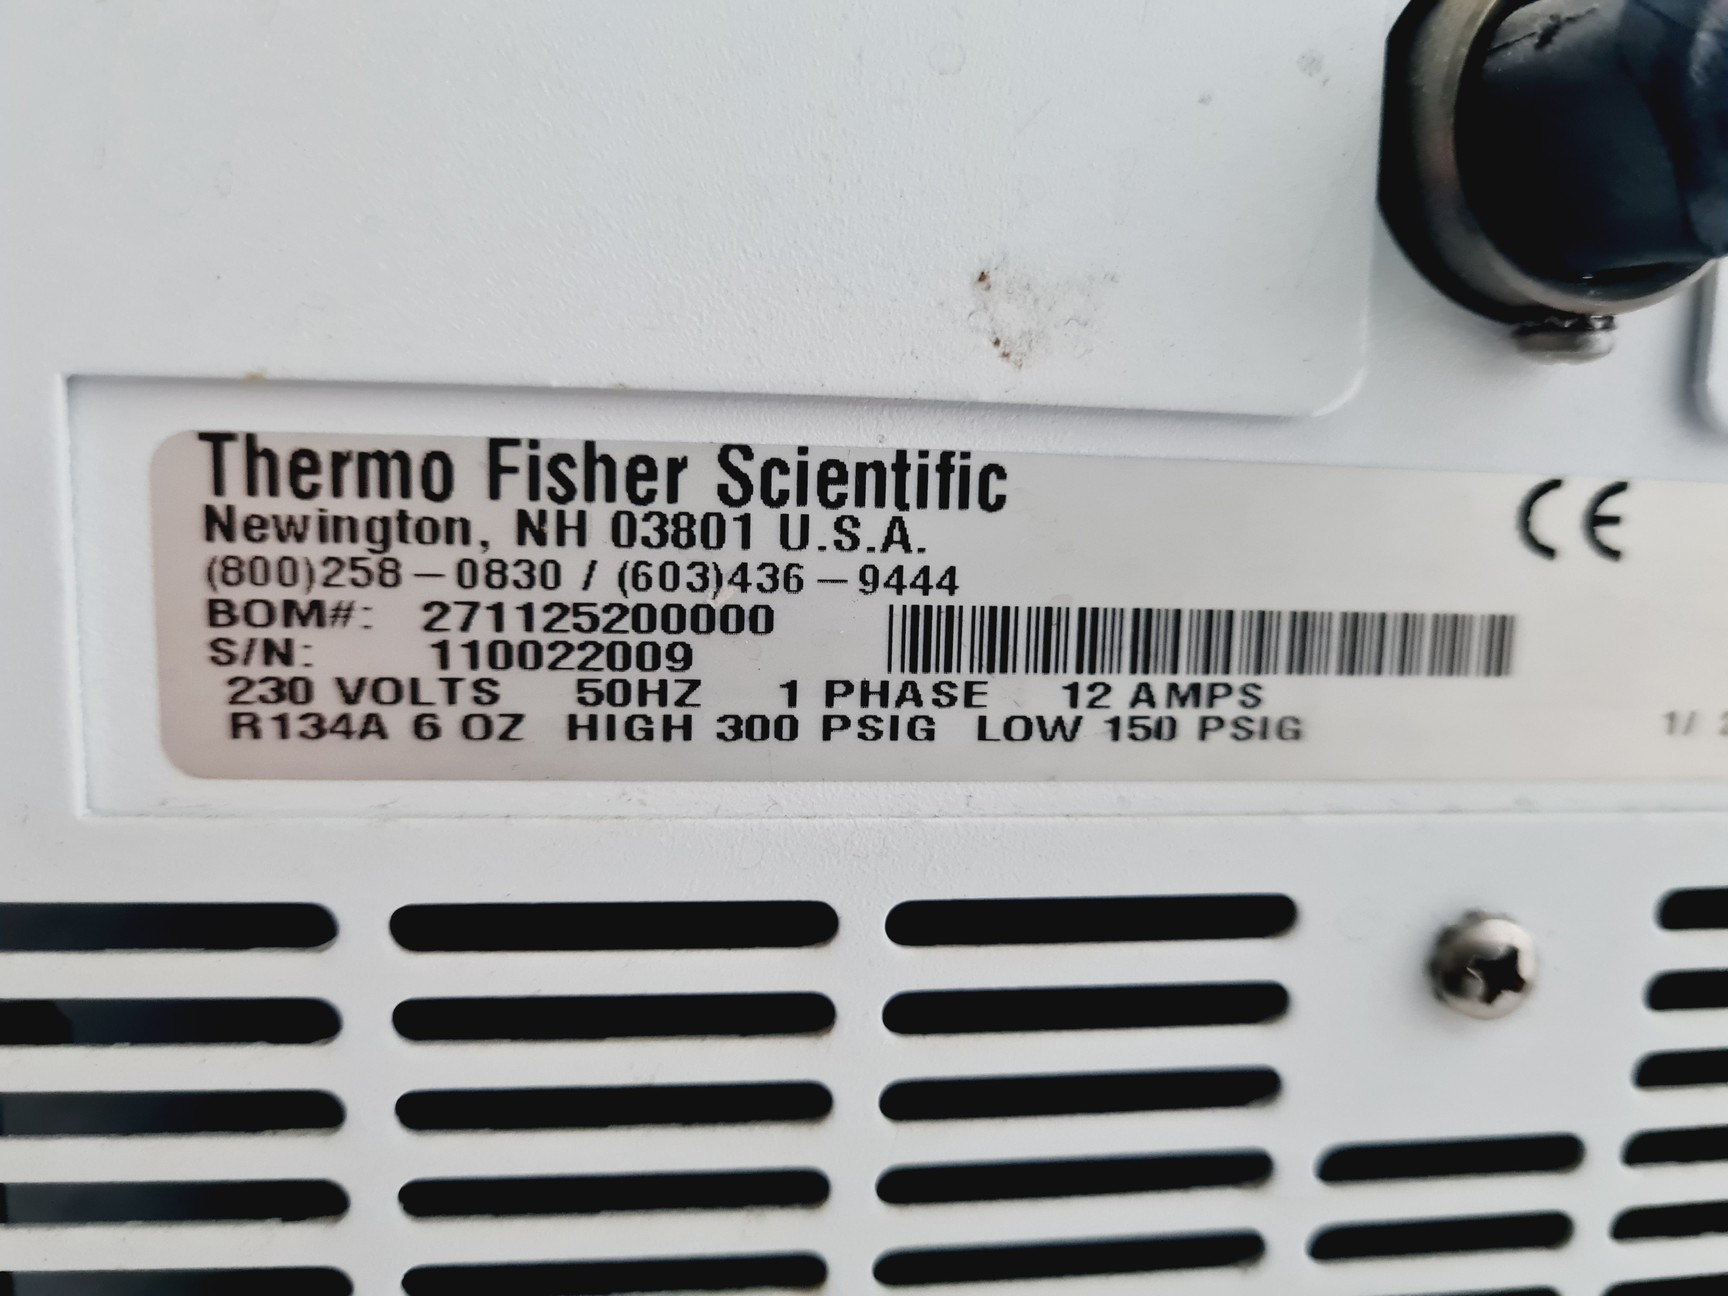 Thermo Fisher Scientific
CE
Newington, NH 03801 U.S.A.
(800)258-0830 / (603)436-9444
BOM#: 271125200000
S/N: 110022009
230 VOLTS 50HZ 1 PHASE 12 AMPS
R134A 6 OZ HIGH 300 PSIG LOW 150 PSIG
1/